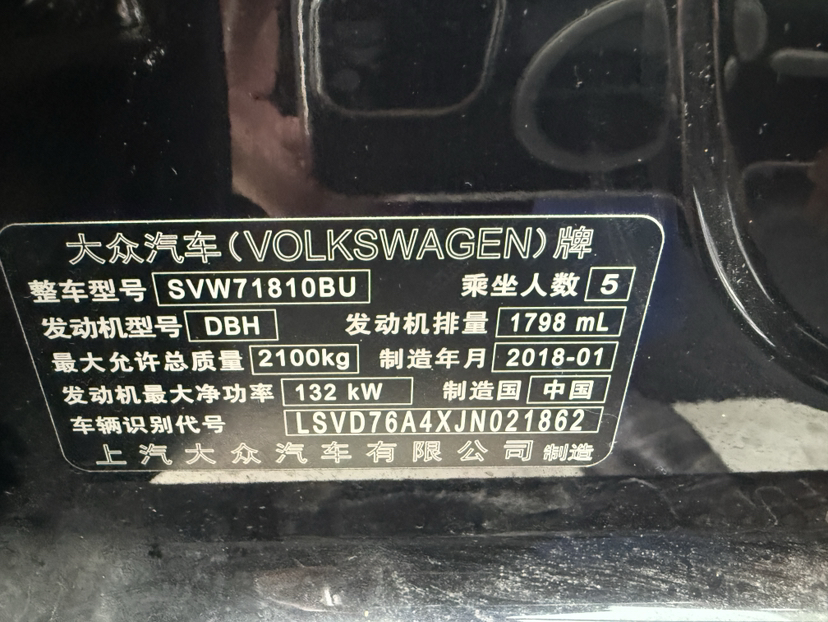 大众汽车(VOLKSWAGEN)牌
整车型号 SVW71810BU 乘坐人数 5
发动机型号 DBH 发动机排量 1798 mL
最大允许总质量 2100kg 制造年月 2018-01
发动机最大净功率 132 kW 制造国 中国
车辆识别代号 LSVD76A4XJN021862
上汽大众汽车有限公司 制造